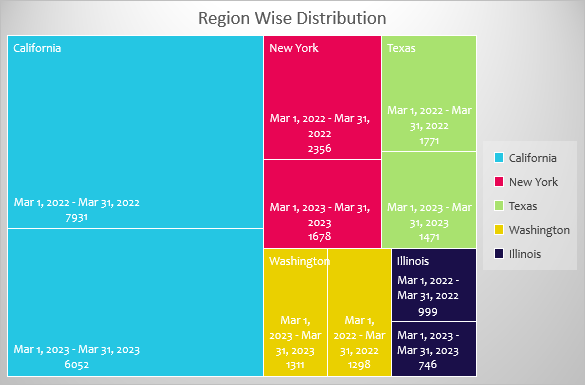 Region Wise Distribution
California
Mar 1, 2022 - Mar 31, 2022
7931
Mar 1, 2023 - Mar 31, 2023
6052
New York
Mar 1, 2022 - Mar 31,
2022
2356
Mar 1, 2023 - Mar 31,
2023
1678
Texas
Mar 1, 2022 - Mar
31, 2022
1771
Mar 1, 2023 - Mar
31, 2023
1471
Washington
Mar 1,
2023 - Mar
31, 2023
1311
Mar 1,
2022 - Mar
31, 2022
1298
Illinois
Mar 1, 2022 -
Mar 31, 2022
999
Mar 1, 2023 -
Mar 31, 2023
746
California
New York
Texas
Washington
Illinois